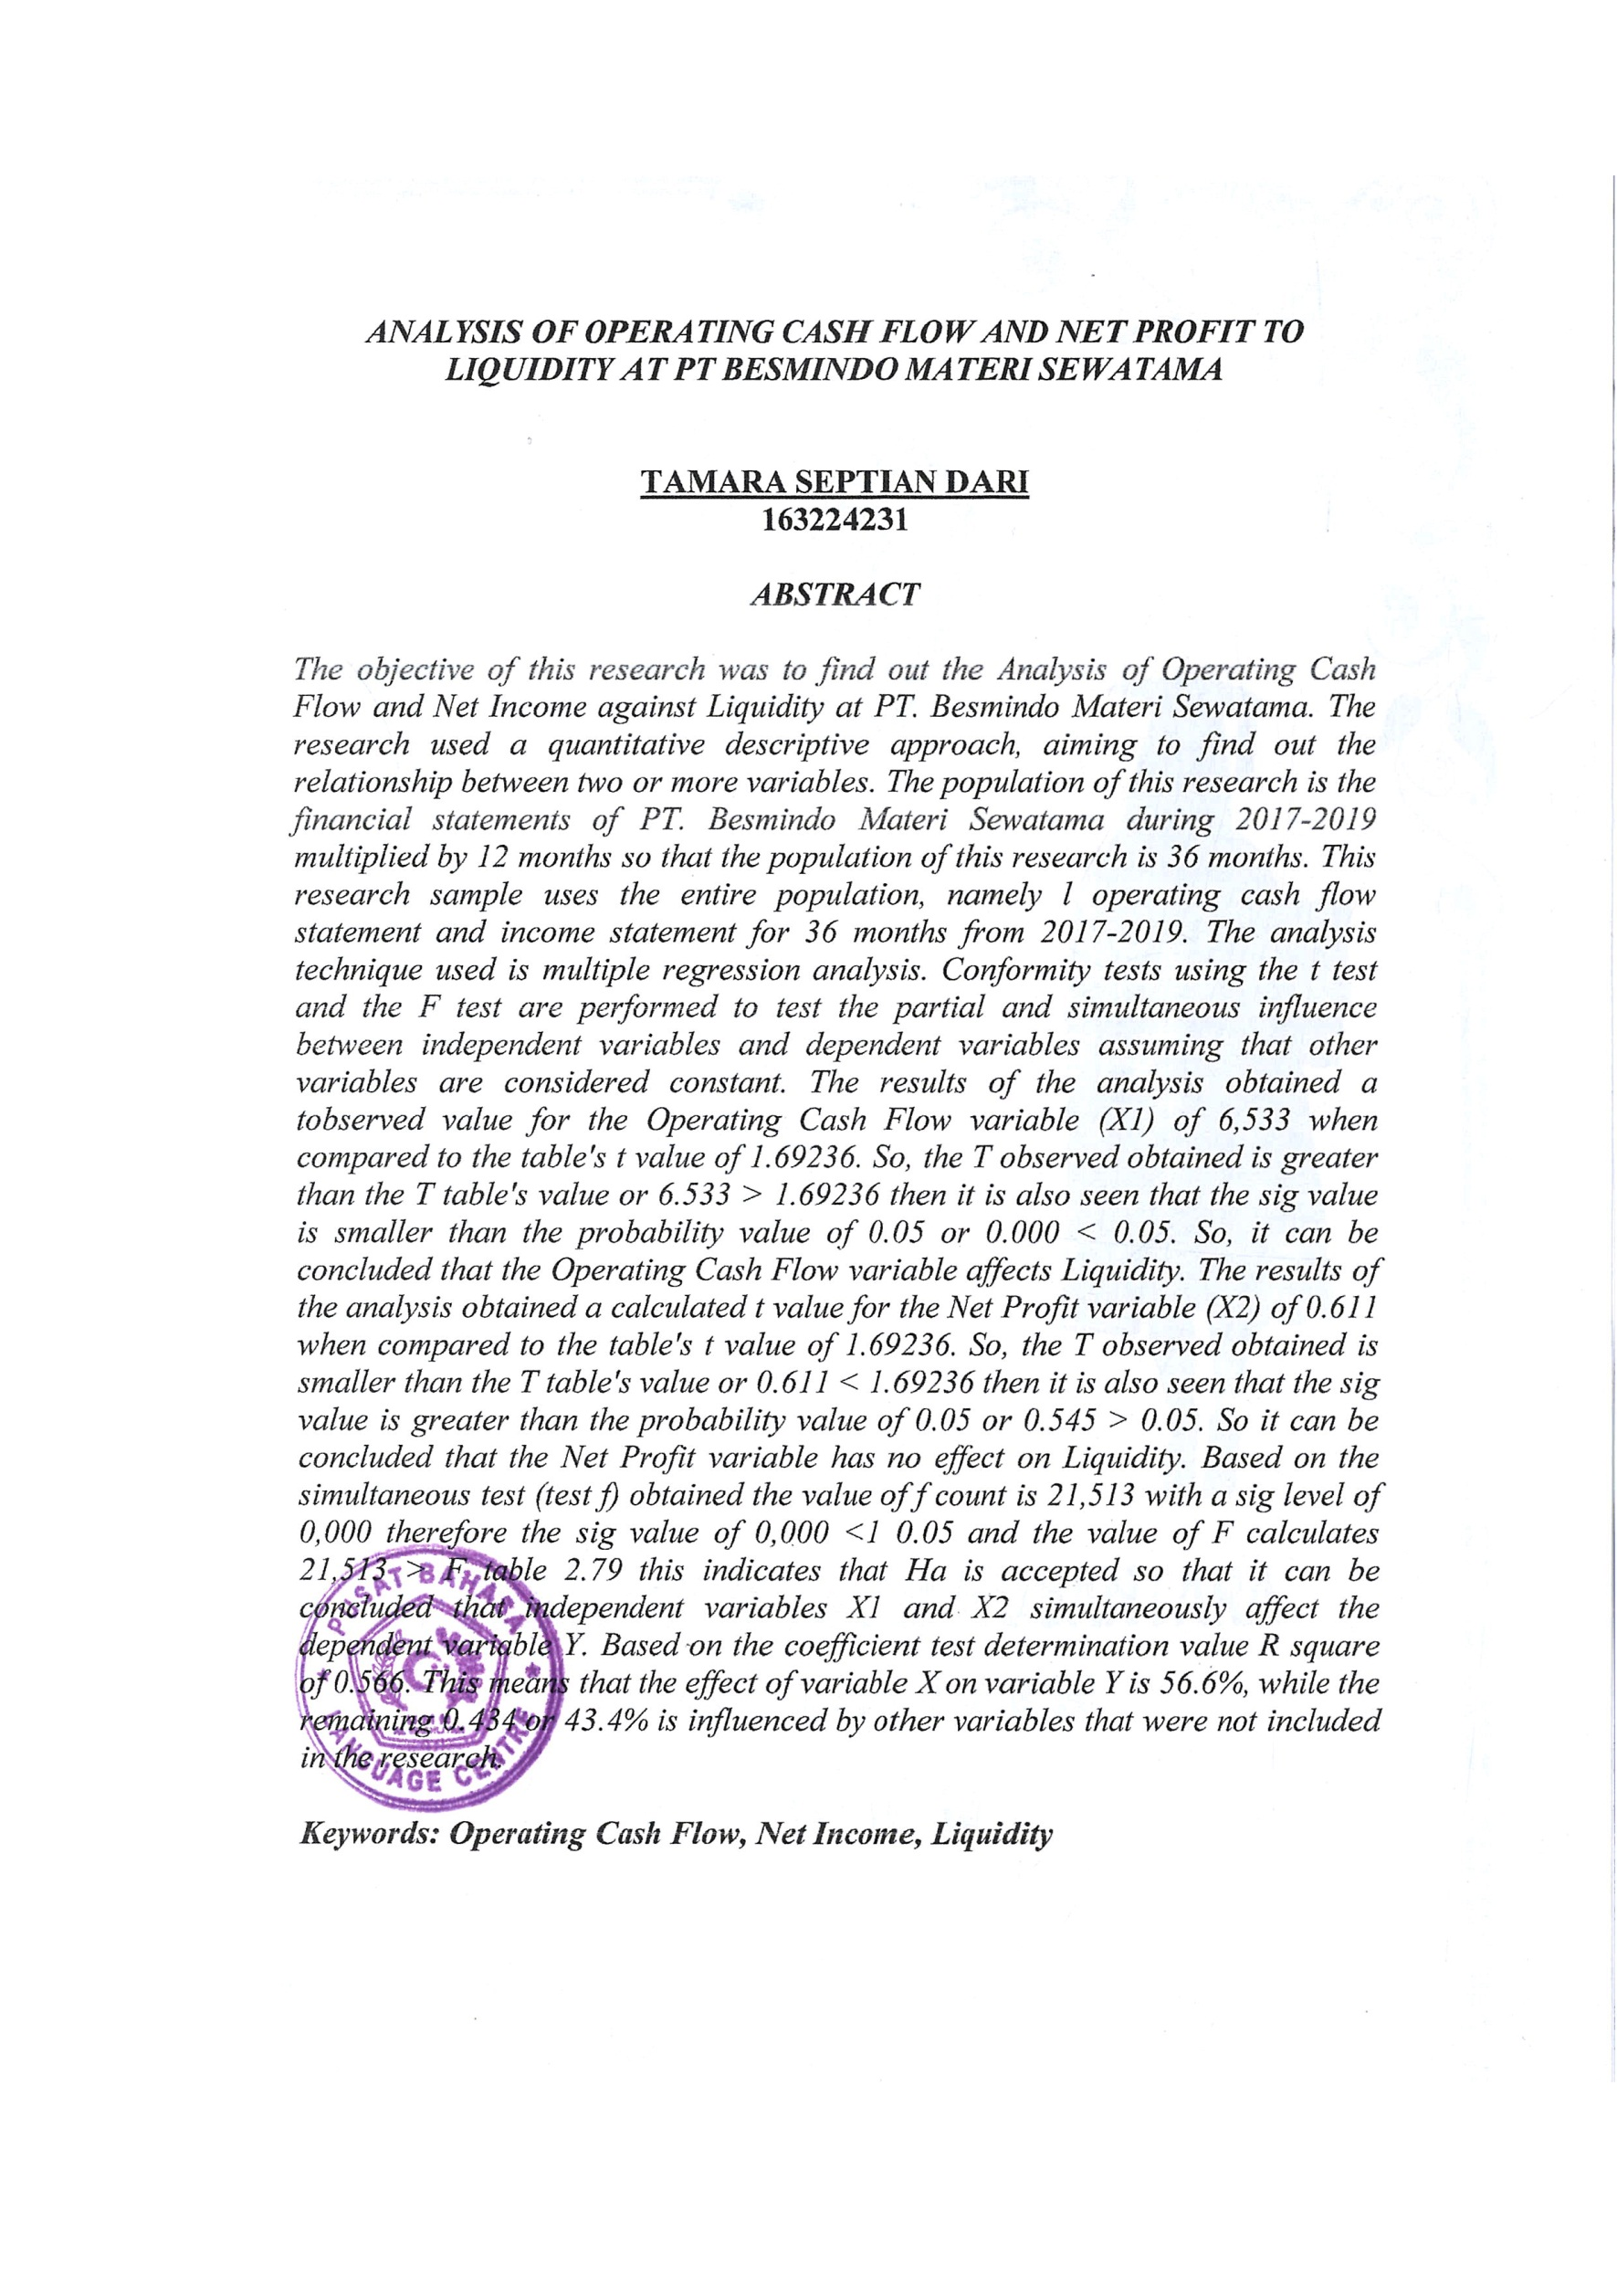 ANALYSIS OF OPERATING CASH FLOW AND NET PROFIT TO
LIQUIDITY AT PT BESMINDO MATERI SEWATAMA
TAMARA SEPTIAN DARI
163224231
ABSTRACT
The objective of this research was to find out the Analysis of Operating Cash
Flow and Net Income against Liquidity at PT. Besmindo Materi Sewatama. The
research used a quantitative descriptive approach, aiming to find out the
relationship between two or more variables. The population of this research is the
financial statements of PT. Besmindo Materi Sewatama during 2017-2019
multiplied by 12 months so that the population of this research is 36 months. This
research sample uses the entire population, namely l operating cash flow
statement and income statement for 36 months from 2017-2019. The analysis
technique used is multiple regression analysis. Conformity tests using the t test
and the F test are performed to test the partial and simultaneous influence
between independent variables and dependent variables assuming that other
variables are considered constant. The results of the analysis obtained a
tobserved value for the Operating Cash Flow variable (X1) of 6,533 when
compared to the table's t value of 1.69236. So, the T observed obtained is greater
than the T table's value or 6.533 > 1.69236 then it is also seen that the sig value
is smaller than the probability value of 0.05 or 0.000 < 0.05. So, it can be
concluded that the Operating Cash Flow variable affects Liquidity. The results of
the analysis obtained a calculated t value for the Net Profit variable (X2) of 0.611
when compared to the table's t value of 1.69236. So, the T observed obtained is
smaller than the T table's value or 0.611 < 1.69236 then it is also seen that the sig
value is greater than the probability value of 0.05 or 0.545 > 0.05. So it can be
concluded that the Net Profit variable has no effect on Liquidity. Based on the
simultaneous test (test f) obtained the value of f count is 21,513 with a sig level of
0,000 therefore the sig value of 0,000 <1 0.05 and the value of F calculates
21,513 > F table 2.79 this indicates that Ha is accepted so that it can be
concluded that independent variables X1 and X2 simultaneously affect the
dependent variable Y. Based on the coefficient test determination value R square
of 0.566. This means that the effect of variable X on variable Y is 56.6%, while the
remaining 0.434 or 43.4% is influenced by other variables that were not included
in the research.
PUSAT BAHASA
LANGUAGE CENTRE
Keywords: Operating Cash Flow, Net Income, Liquidity